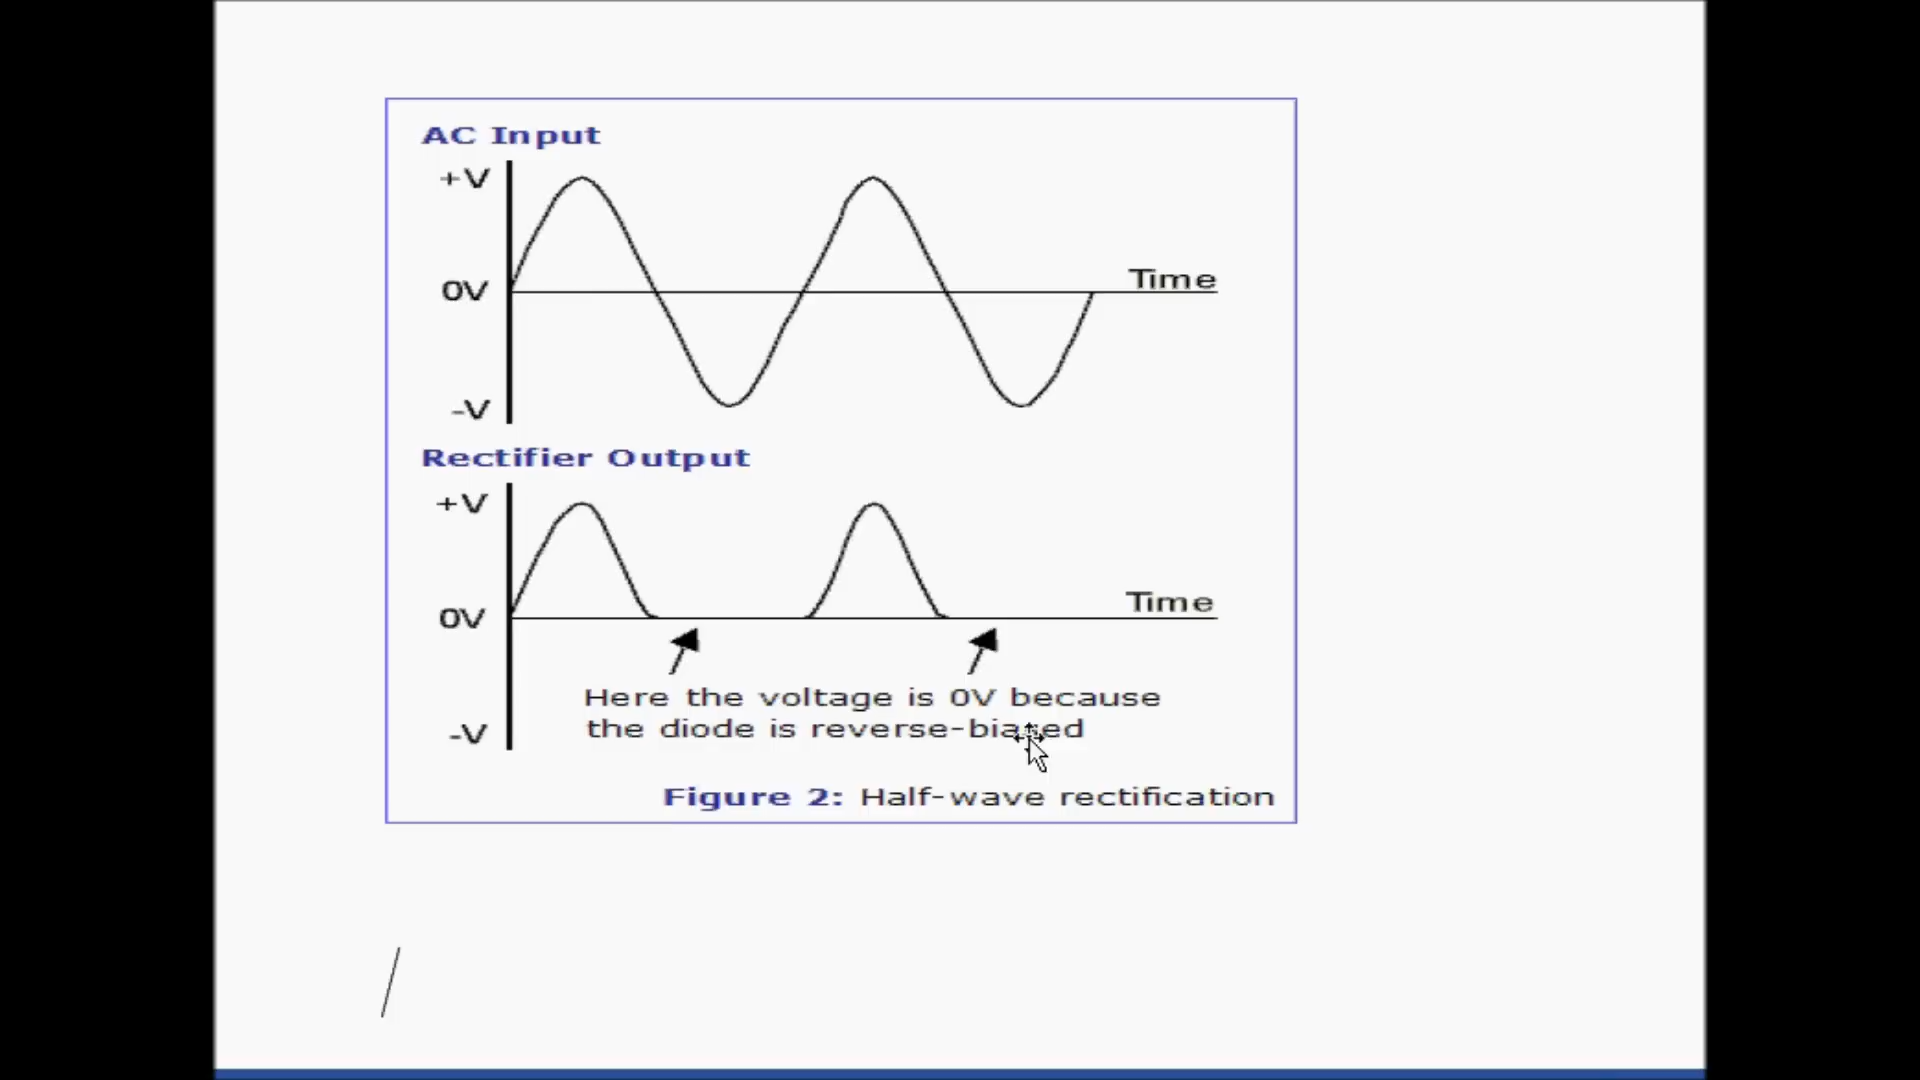 AC Input
+V
0V
Time
-V
Rectifier Output
+V
0V
Time
Here the voltage is 0V because
the diode is reverse-biased
-V
Figure 2: Half-wave rectification